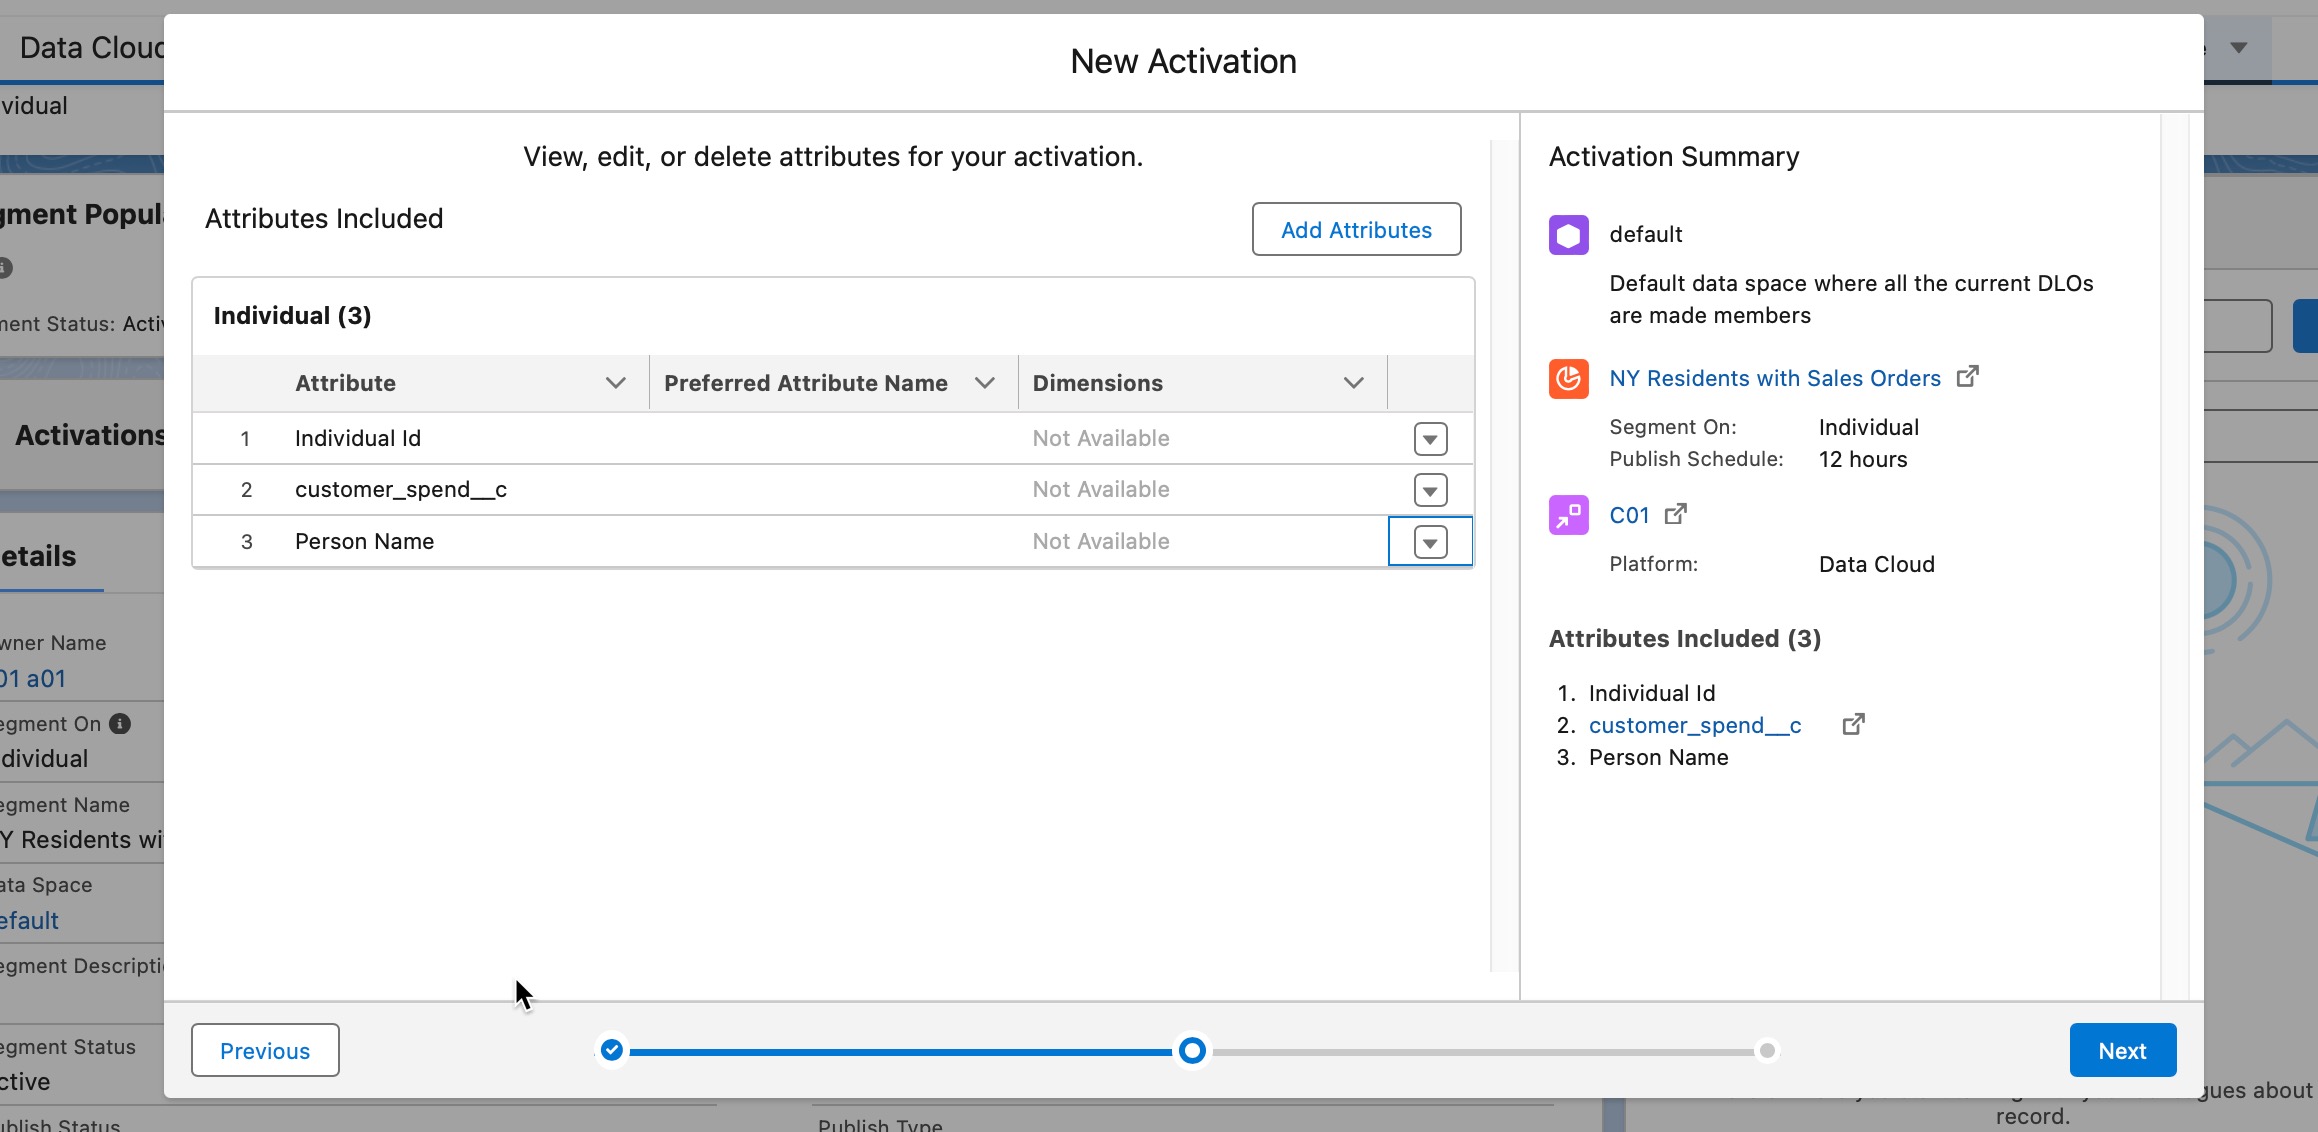 Data Cloud
vidual
gment Popul
ment Status: Activ
Activations
etails
wner Name
01 a01
egment On
dividual
egment Name
Y Residents wi
ata Space
efault
egment Descripti
egment Status
ctive
ublish Status
Publish Type
New Activation
View, edit, or delete attributes for your activation.
Attributes Included
Add Attributes
Individual (3)
Attribute Preferred Attribute Name Dimensions
1 Individual Id Not Available
2 customer_spend__c Not Available
3 Person Name Not Available
Activation Summary
default
Default data space where all the current DLOs
are made members
NY Residents with Sales Orders
Segment On: Individual
Publish Schedule: 12 hours
C01
Platform: Data Cloud
Attributes Included (3)
1. Individual Id
2. customer_spend__c
3. Person Name
Previous
Next
gues about
record.